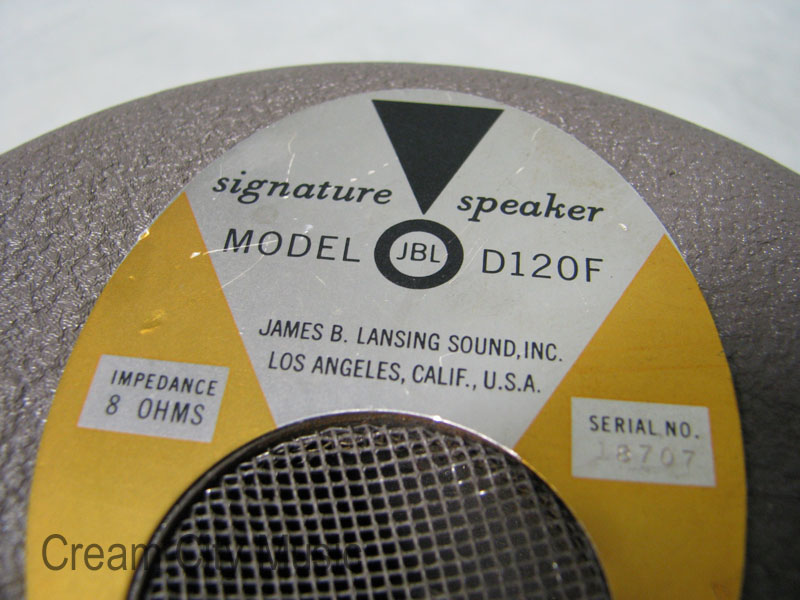 signature speaker
MODEL JBL D120F
JAMES B. LANSING SOUND, INC.
LOS ANGELES, CALIF., U.S.A.
IMPEDANCE
8 OHMS
SERIAL NO.
18707
Cream City Music